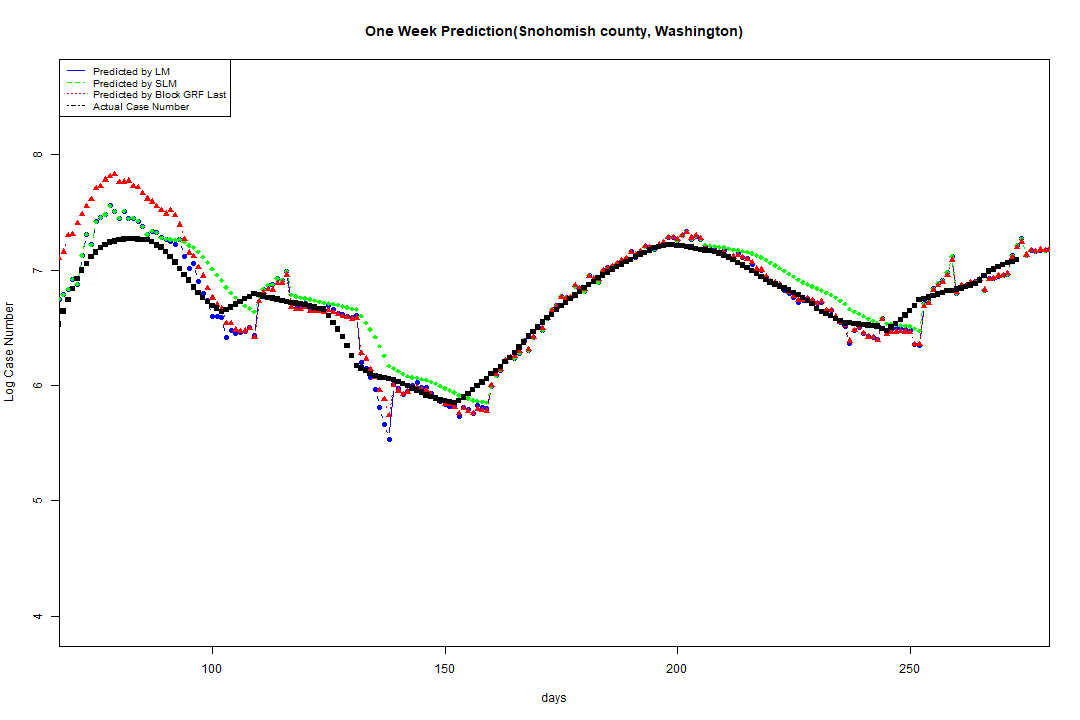 One Week Prediction(Snohomish county, Washington)
Predicted by LM
Predicted by SLM
Predicted by Block GRF Last
Actual Case Number
8
7
6
5
4
Log Case Number
100 150 200 250
days